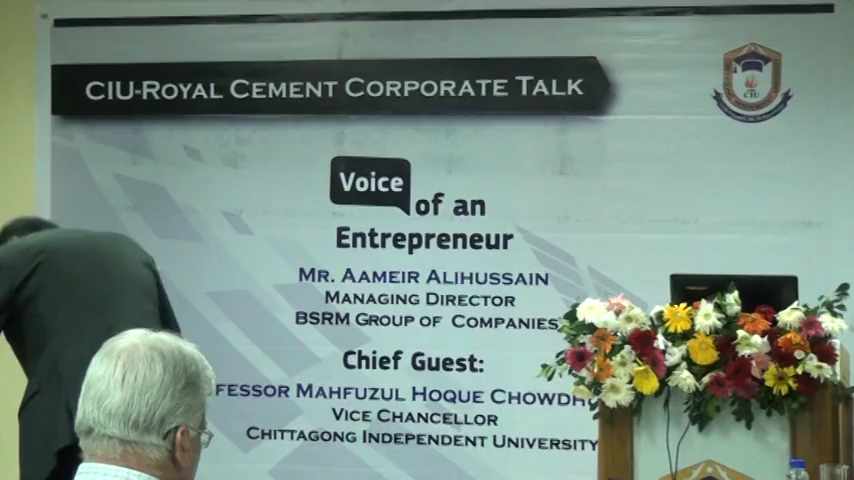 CIU-ROYAL CEMENT CORPORATE TALK
CIU
Voice
of an
Entrepreneur
MR. AAMEIR ALIHUSSAIN
MANAGING DIRECTOR
BSRM GROUP OF COMPANIES
Chief Guest:
FESSOR MAHFUZUL HOQUE CHOWDH
VICE CHANCELLOR
CHITTAGONG INDEPENDENT UNIVERSITY